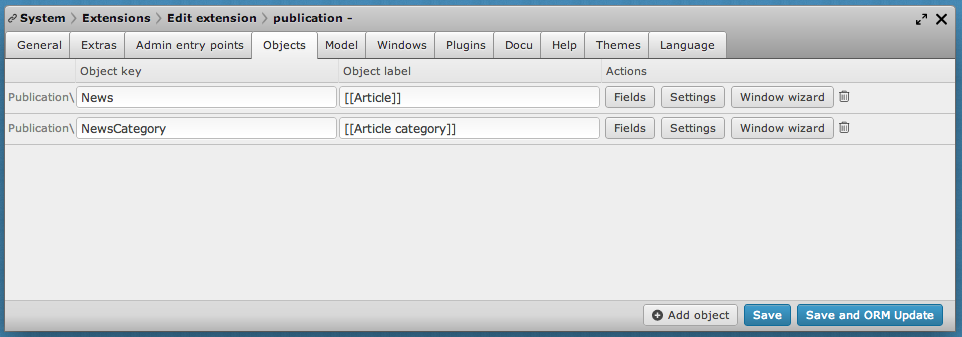 System > Extensions > Edit extension > publication -
General Extras Admin entry points Objects Model Windows Plugins Docu Help Themes Language
Object key Object label Actions
Publication\ News [[Article]] Fields Settings Window wizard
Publication\ NewsCategory [[Article category]] Fields Settings Window wizard
Add object Save Save and ORM Update